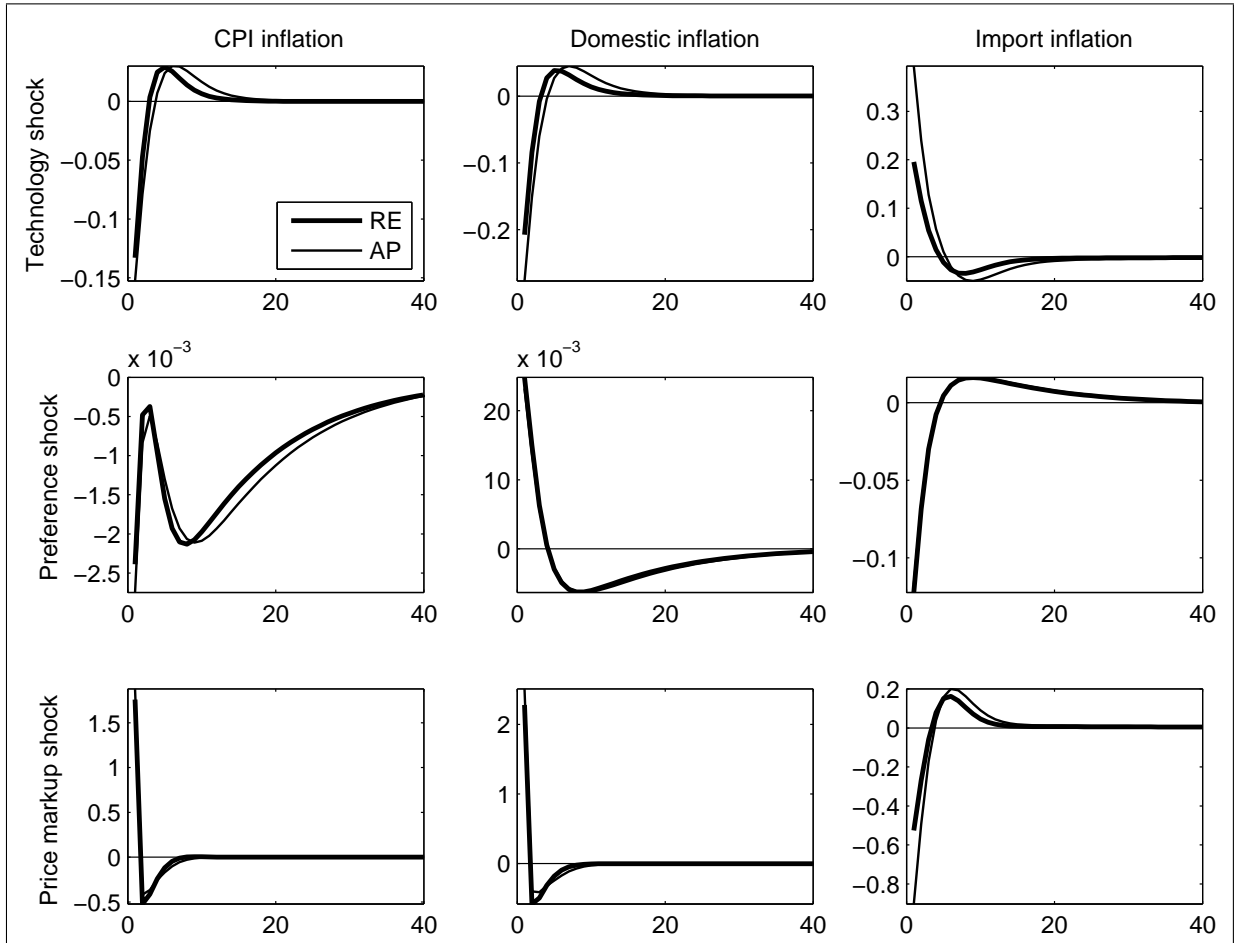 CPI inflation
Domestic inflation
Import inflation
Technology shock
0
−0.05
−0.1
−0.15
0 20 40
RE
AP
0
−0.1
−0.2
0 20 40
0.3
0.2
0.1
0
0 20 40
Preference shock
x 10−3
0
−0.5
−1
−1.5
−2
−2.5
0 20 40
x 10−3
20
10
0
0 20 40
0
−0.05
−0.1
0 20 40
Price markup shock
1.5
1
0.5
0
−0.5
0 20 40
2
1
0
0 20 40
0.2
0
−0.2
−0.4
−0.6
−0.8
0 20 40